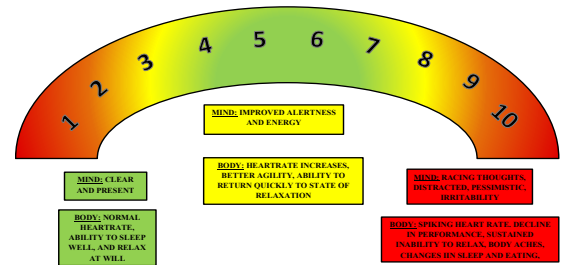 1 2 3 4 5 6 7 8 9 10
MIND: IMPROVED ALERTNESS
AND ENERGY
BODY: HEARTRATE INCREASES,
BETTER AGILITY, ABILITY TO
RETURN QUICKLY TO STATE OF
RELAXATION
MIND: CLEAR
AND PRESENT
BODY: NORMAL
HEARTRATE,
ABILITY TO SLEEP
WELL, AND RELAX
AT WILL
MIND: RACING THOUGHTS,
DISTRACTED, PESSIMISTIC,
IRRITABILITY
BODY: SPIKING HEART RATE, DECLINE
IN PERFORMANCE, SUSTAINED
INABILITY TO RELAX, BODY ACHES,
CHANGES IN SLEEP AND EATING.